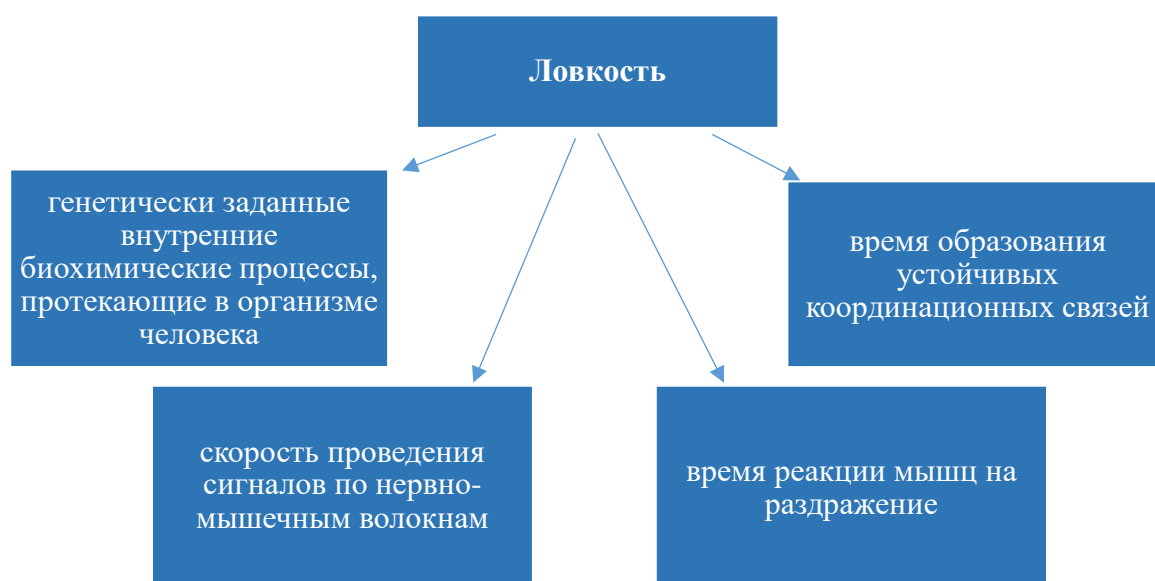 Ловкость
генетически заданные
внутренние
биохимические процессы,
протекающие в организме
человека
время образования
устойчивых
координационных связей
скорость проведения
сигналов по нервно-
мышечным волокнам
время реакции мышц на
раздражение